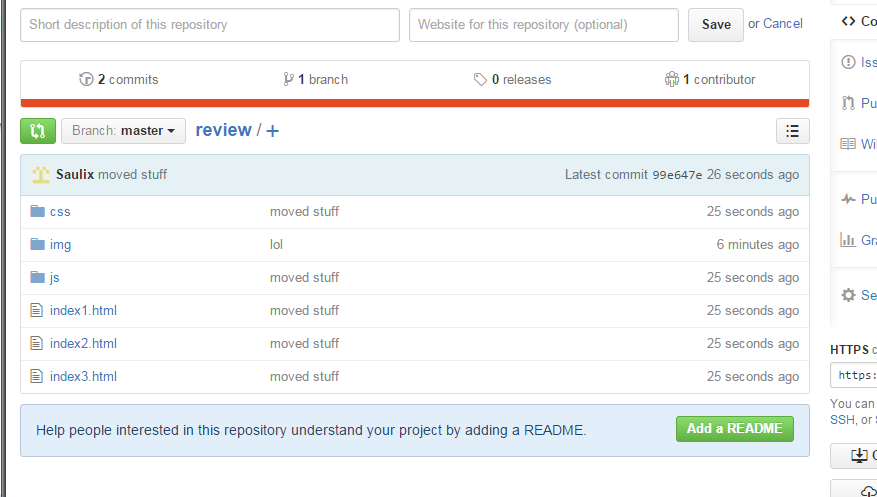 Short description of this repository Website for this repository (optional) Save or Cancel
2 commits 1 branch 0 releases 1 contributor
Branch: master review / +
Saulix moved stuff Latest commit 99e647e 26 seconds ago
css moved stuff 25 seconds ago
img lol 6 minutes ago
js moved stuff 25 seconds ago
index1.html moved stuff 25 seconds ago
index2.html moved stuff 25 seconds ago
index3.html moved stuff 25 seconds ago
Help people interested in this repository understand your project by adding a README. Add a README
Co
Iss
Pu
Wi
Pu
Gra
Se
HTTPS c
https:
You can
SSH, or